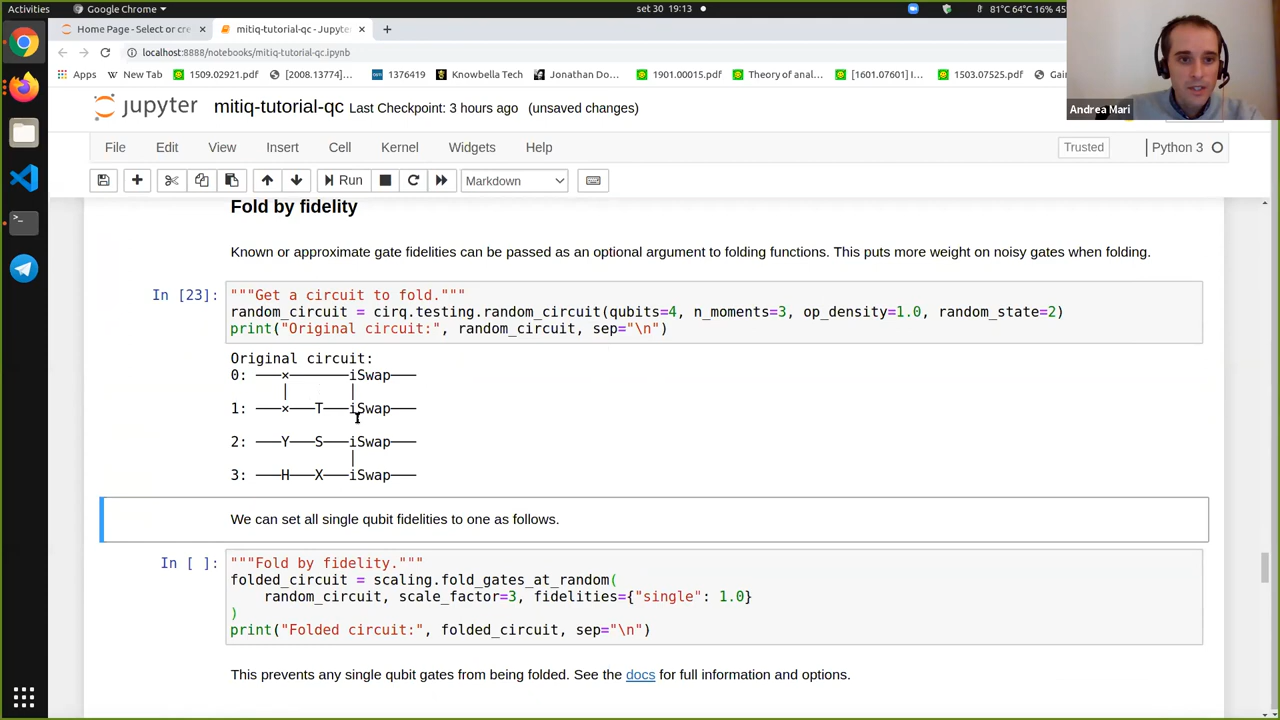 Activities
Google Chrome
set 30 19:13
81°C 64°C 16% 45
Home Page - Select or cre
mitiq-tutorial-qc - Jupyte
localhost:8888/notebooks/mitiq-tutorial-qc.ipynb
Apps
New Tab
1509.02921.pdf
[2008.13774]...
1376419
Knowbella Tech
Jonathan Do...
1901.00015.pdf
Theory of anal...
[1601.07601] I...
1503.07525.pdf
Andrea Mari
jupyter
mitiq-tutorial-qc Last Checkpoint: 3 hours ago (unsaved changes)
File Edit View Insert Cell Kernel Widgets Help
Trusted
Python 3
Run
Markdown
Fold by fidelity
Known or approximate gate fidelities can be passed as an optional argument to folding functions. This puts more weight on noisy gates when folding.
In [23]:
"""Get a circuit to fold."""
random_circuit = cirq.testing.random_circuit(qubits=4, n_moments=3, op_density=1.0, random_state=2)
print("Original circuit:", random_circuit, sep="\n")
Original circuit:
0: ───×───────iSwap───
      │       │
1: ───×───T───iSwap───
2: ───Y───S───iSwap───
              │
3: ───H───X───iSwap───
We can set all single qubit fidelities to one as follows.
In [ ]:
"""Fold by fidelity."""
folded_circuit = scaling.fold_gates_at_random(
    random_circuit, scale_factor=3, fidelities={"single": 1.0}
)
print("Folded circuit:", folded_circuit, sep="\n")
This prevents any single qubit gates from being folded. See the docs for full information and options.